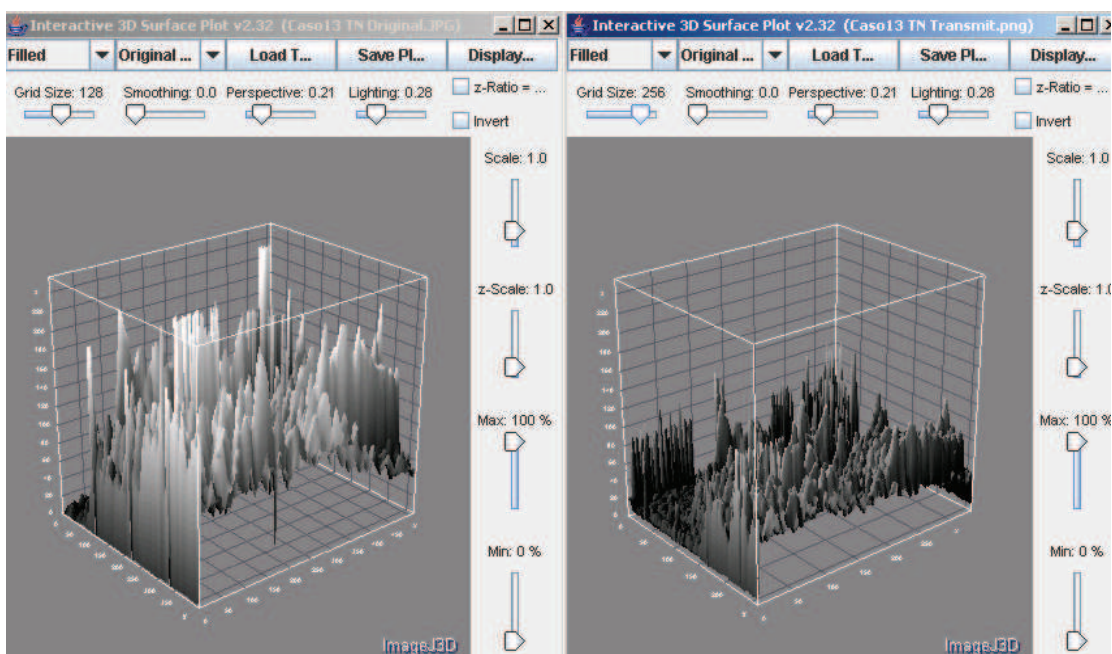 Interactive 3D Surface Plot v2.32 (Caso13 TN Original.JPG)
Filled Original ... Load T... Save Pl... Display...
Grid Size: 128 Smoothing: 0.0 Perspective: 0.21 Lighting: 0.28
z-Ratio = ...
Invert
Scale: 1.0
z-Scale: 1.0
Max: 100 %
Min: 0 %
ImageJ3D
Interactive 3D Surface Plot v2.32 (Caso13 TN Transmit.png)
Filled Original ... Load T... Save Pl... Display...
Grid Size: 256 Smoothing: 0.0 Perspective: 0.21 Lighting: 0.28
z-Ratio = ...
Invert
Scale: 1.0
z-Scale: 1.0
Max: 100 %
Min: 0 %
ImageJ3D